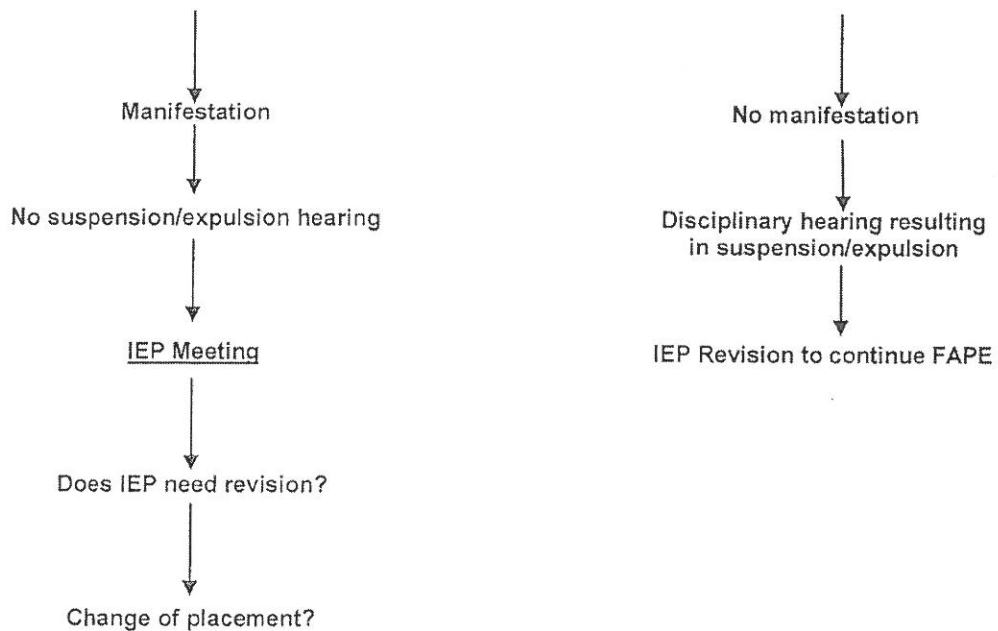 Manifestation
No suspension/expulsion hearing
IEP Meeting
Does IEP need revision?
Change of placement?
No manifestation
Disciplinary hearing resulting
in suspension/expulsion
IEP Revision to continue FAPE